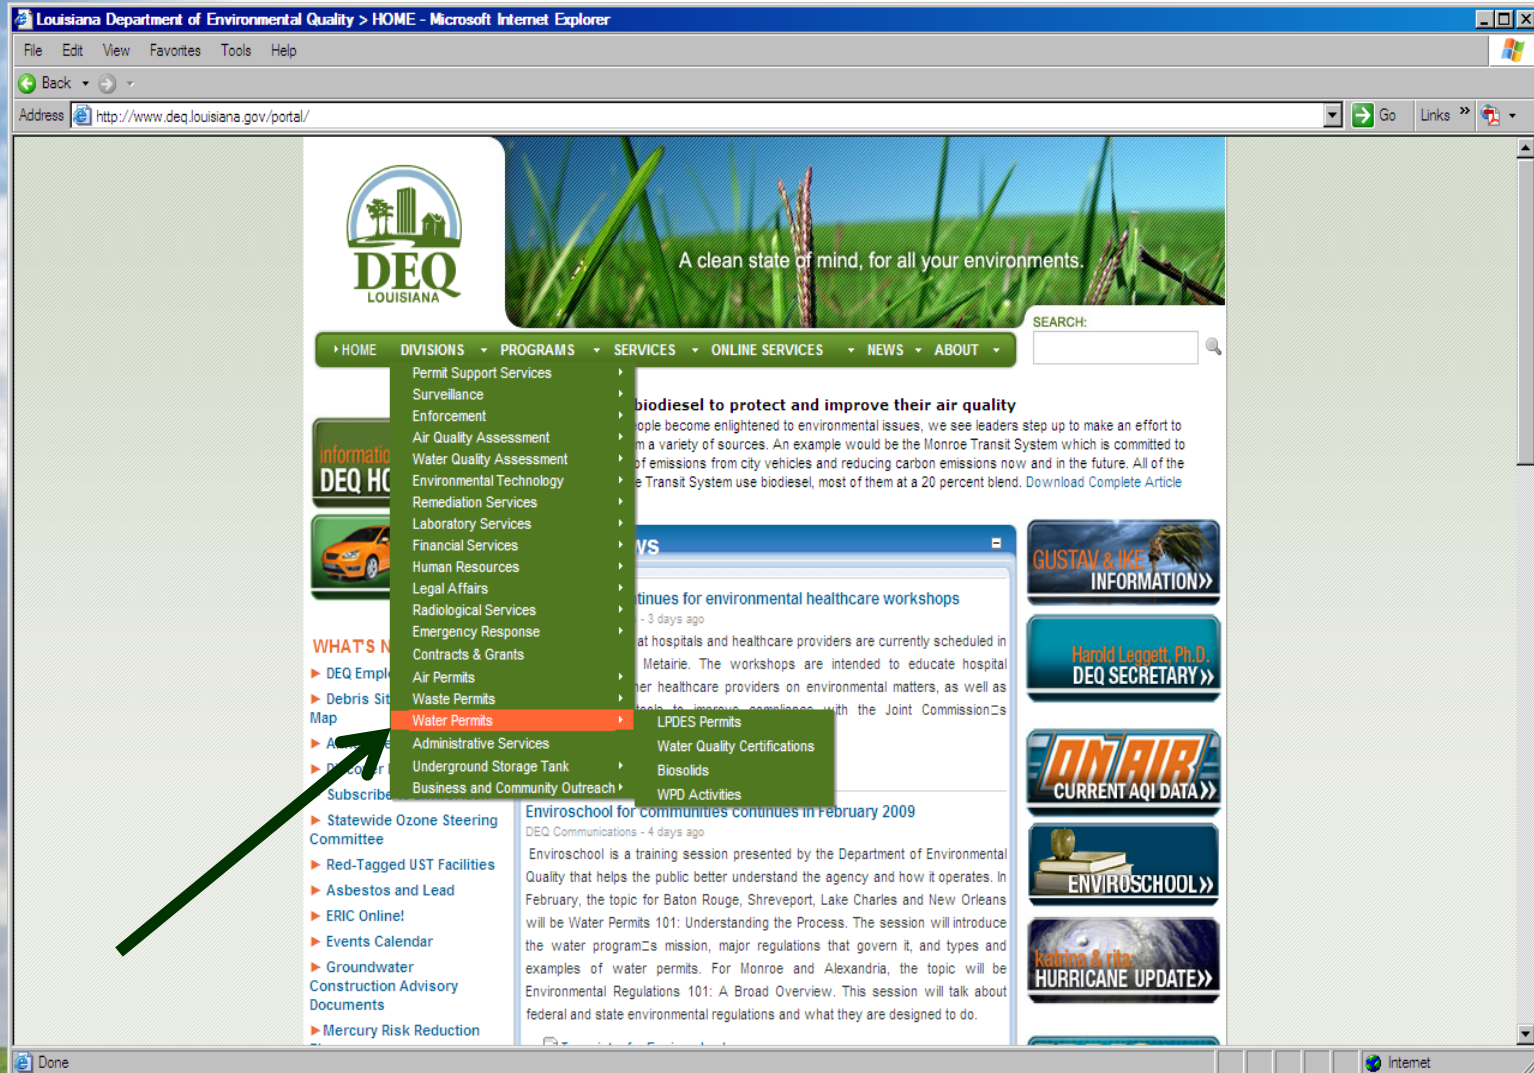 Louisiana Department of Environmental Quality > HOME - Microsoft Internet Explorer
File Edit View Favorites Tools Help
Back
Address http://www.deq.louisiana.gov/portal/
Go Links »
DEQ
LOUISIANA
A clean state of mind, for all your environments.
SEARCH:
HOME DIVISIONS PROGRAMS SERVICES ONLINE SERVICES NEWS ABOUT
Permit Support Services
Surveillance
Enforcement
Air Quality Assessment
Water Quality Assessment
Environmental Technology
Remediation Services
Laboratory Services
Financial Services
Human Resources
Legal Affairs
Radiological Services
Emergency Response
Contracts & Grants
Air Permits
Waste Permits
Water Permits
Administrative Services
Underground Storage Tank
Business and Community Outreach
LPDES Permits
Water Quality Certifications
Biosolids
WPD Activities
DEQ
WHAT'S
DEQ
Debris
Map
Subscribe
Statewide Ozone Steering
Committee
Red-Tagged UST Facilities
Asbestos and Lead
ERIC Online!
Events Calendar
Groundwater
Construction Advisory
Documents
Mercury Risk Reduction
biodiesel to protect and improve their air quality
become enlightened to environmental issues, we see leaders step up to make an effort to
a variety of sources. An example would be the Monroe Transit System which is committed to
of emissions from city vehicles and reducing carbon emissions now and in the future. All of the
Transit System use biodiesel, most of them at a 20 percent blend. Download Complete Article
for environmental healthcare workshops
- 3 days ago
at hospitals and healthcare providers are currently scheduled in
Metairie. The workshops are intended to educate hospital
healthcare providers on environmental matters, as well as
tools to improve compliance with the Joint Commission□s
Enviroschool for communities continues in February 2009
DEQ Communications - 4 days ago
Enviroschool is a training session presented by the Department of Environmental
Quality that helps the public better understand the agency and how it operates. In
February, the topic for Baton Rouge, Shreveport, Lake Charles and New Orleans
will be Water Permits 101: Understanding the Process. The session will introduce
the water program□s mission, major regulations that govern it, and types and
examples of water permits. For Monroe and Alexandria, the topic will be
Environmental Regulations 101: A Broad Overview. This session will talk about
federal and state environmental regulations and what they are designed to do.
GUSTAV & IKE
INFORMATION»
Harold Leggett, Ph.D.
DEQ SECRETARY»
ON AIR
CURRENT AQI DATA»
ENVIROSCHOOL»
katrina & rita:
HURRICANE UPDATE»
Done
Internet